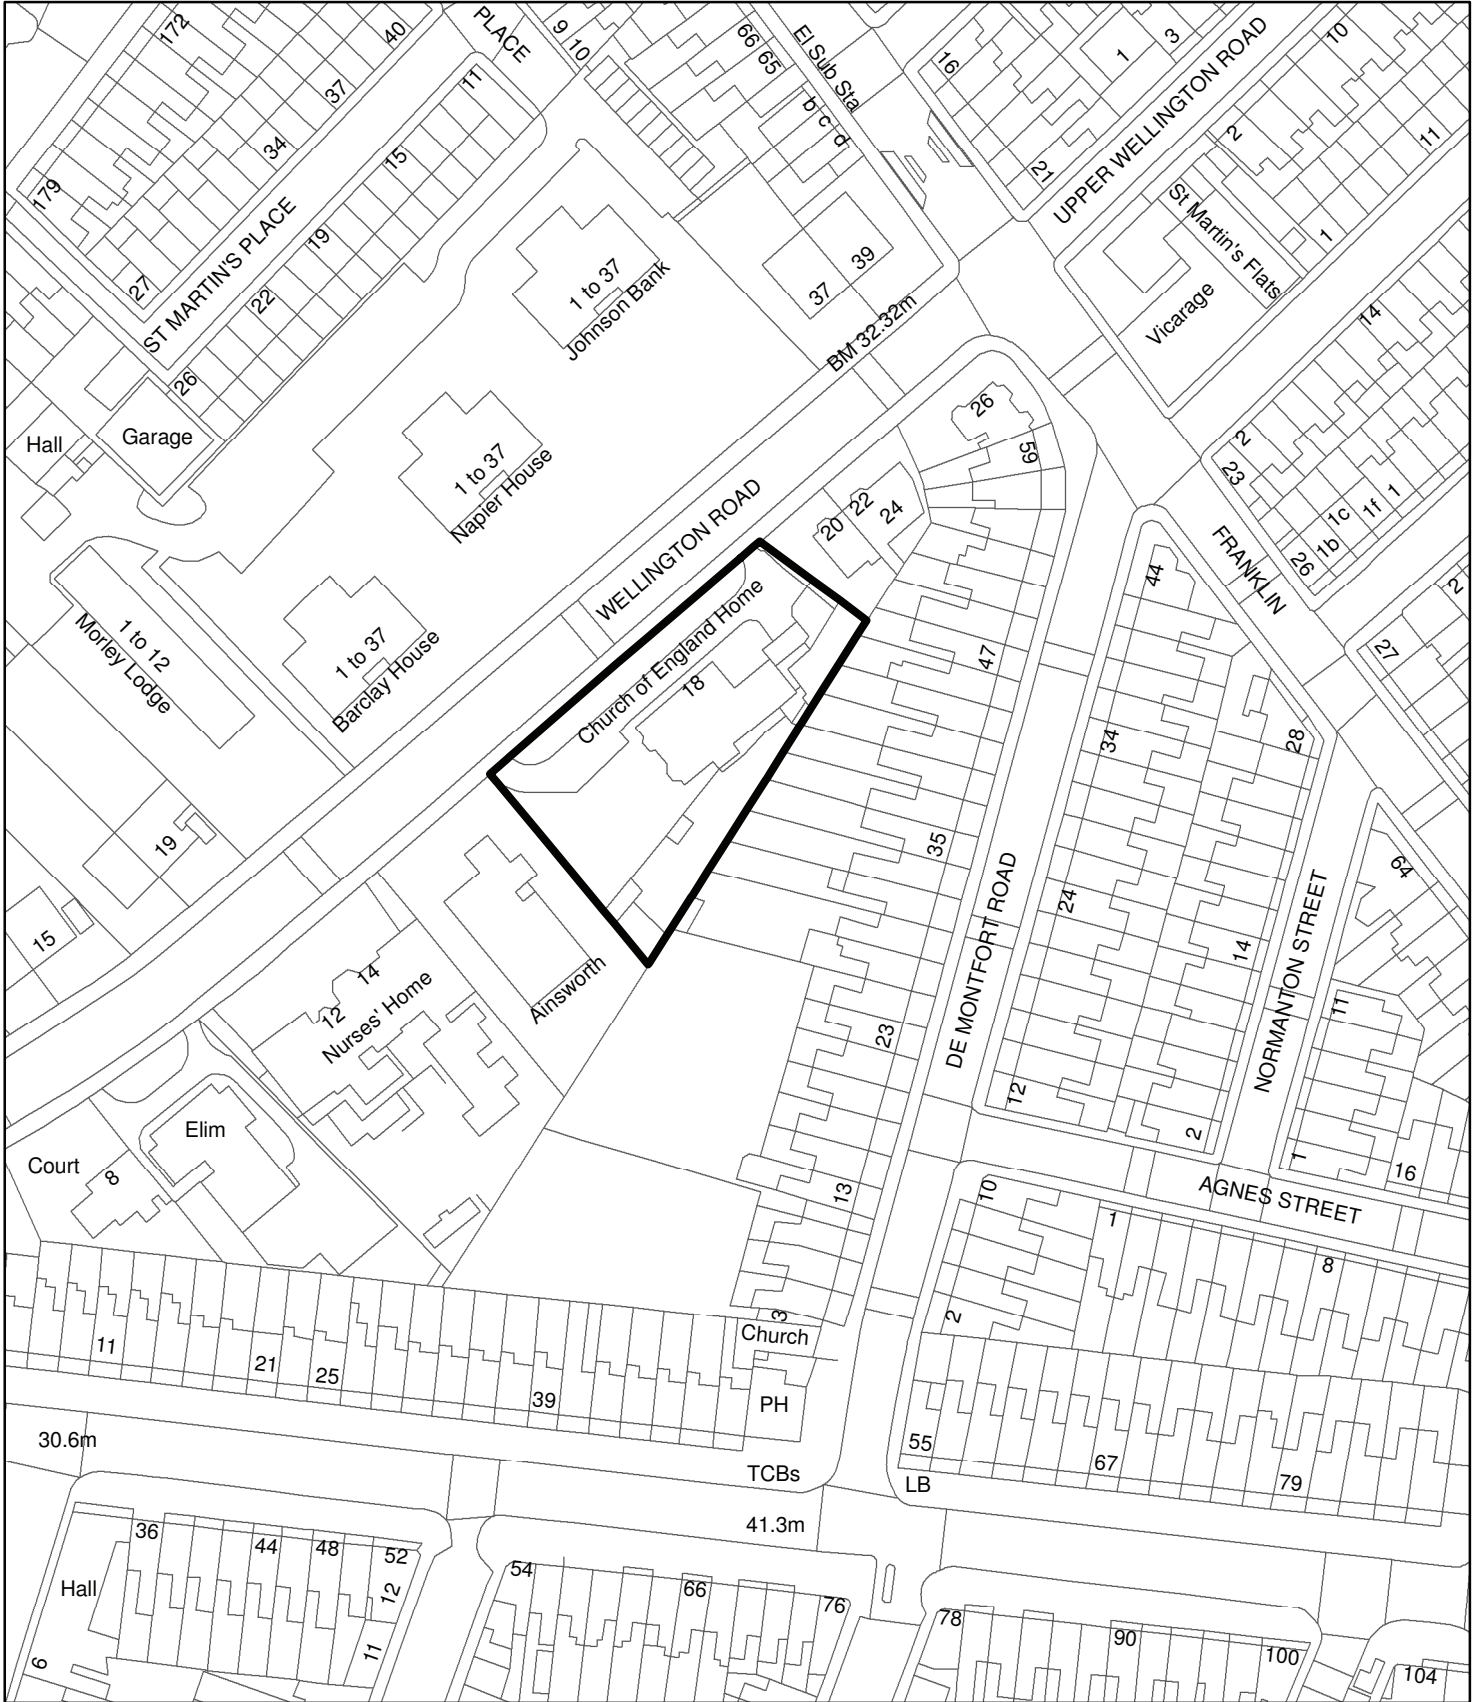 172
40
PLACE
9
10
66
65
El Sub Sta
16
1
3
10
37
11
b
c
d
2
11
34
15
21
UPPER WELLINGTON ROAD
179
St Martin's Flats
ST MARTIN'S PLACE
19
39
1
27
22
1 to 37
Johnson Bank
37
Vicarage
14
BM 32.32m
26
26
Hall
Garage
59
2
23
1 to 37
Napier House
WELLINGTON ROAD
20
22
24
1c
1f
1
1b
26
FRANKLIN
44
2
Church of England Home
18
1 to 12
Morley Lodge
1 to 37
Barclay House
47
27
34
28
19
35
64
24
15
14
NORMANTON STREET
14
12
Nurses' Home
Ainsworth
DE MONTFORT ROAD
23
11
12
Elim
2
1
Court
8
13
16
10
AGNES STREET
1
8
3
2
Church
11
21
25
39
PH
30.6m
55
67
79
TCBs
LB
41.3m
36
44
48
52
12
54
66
76
78
90
100
Hall
11
6
104